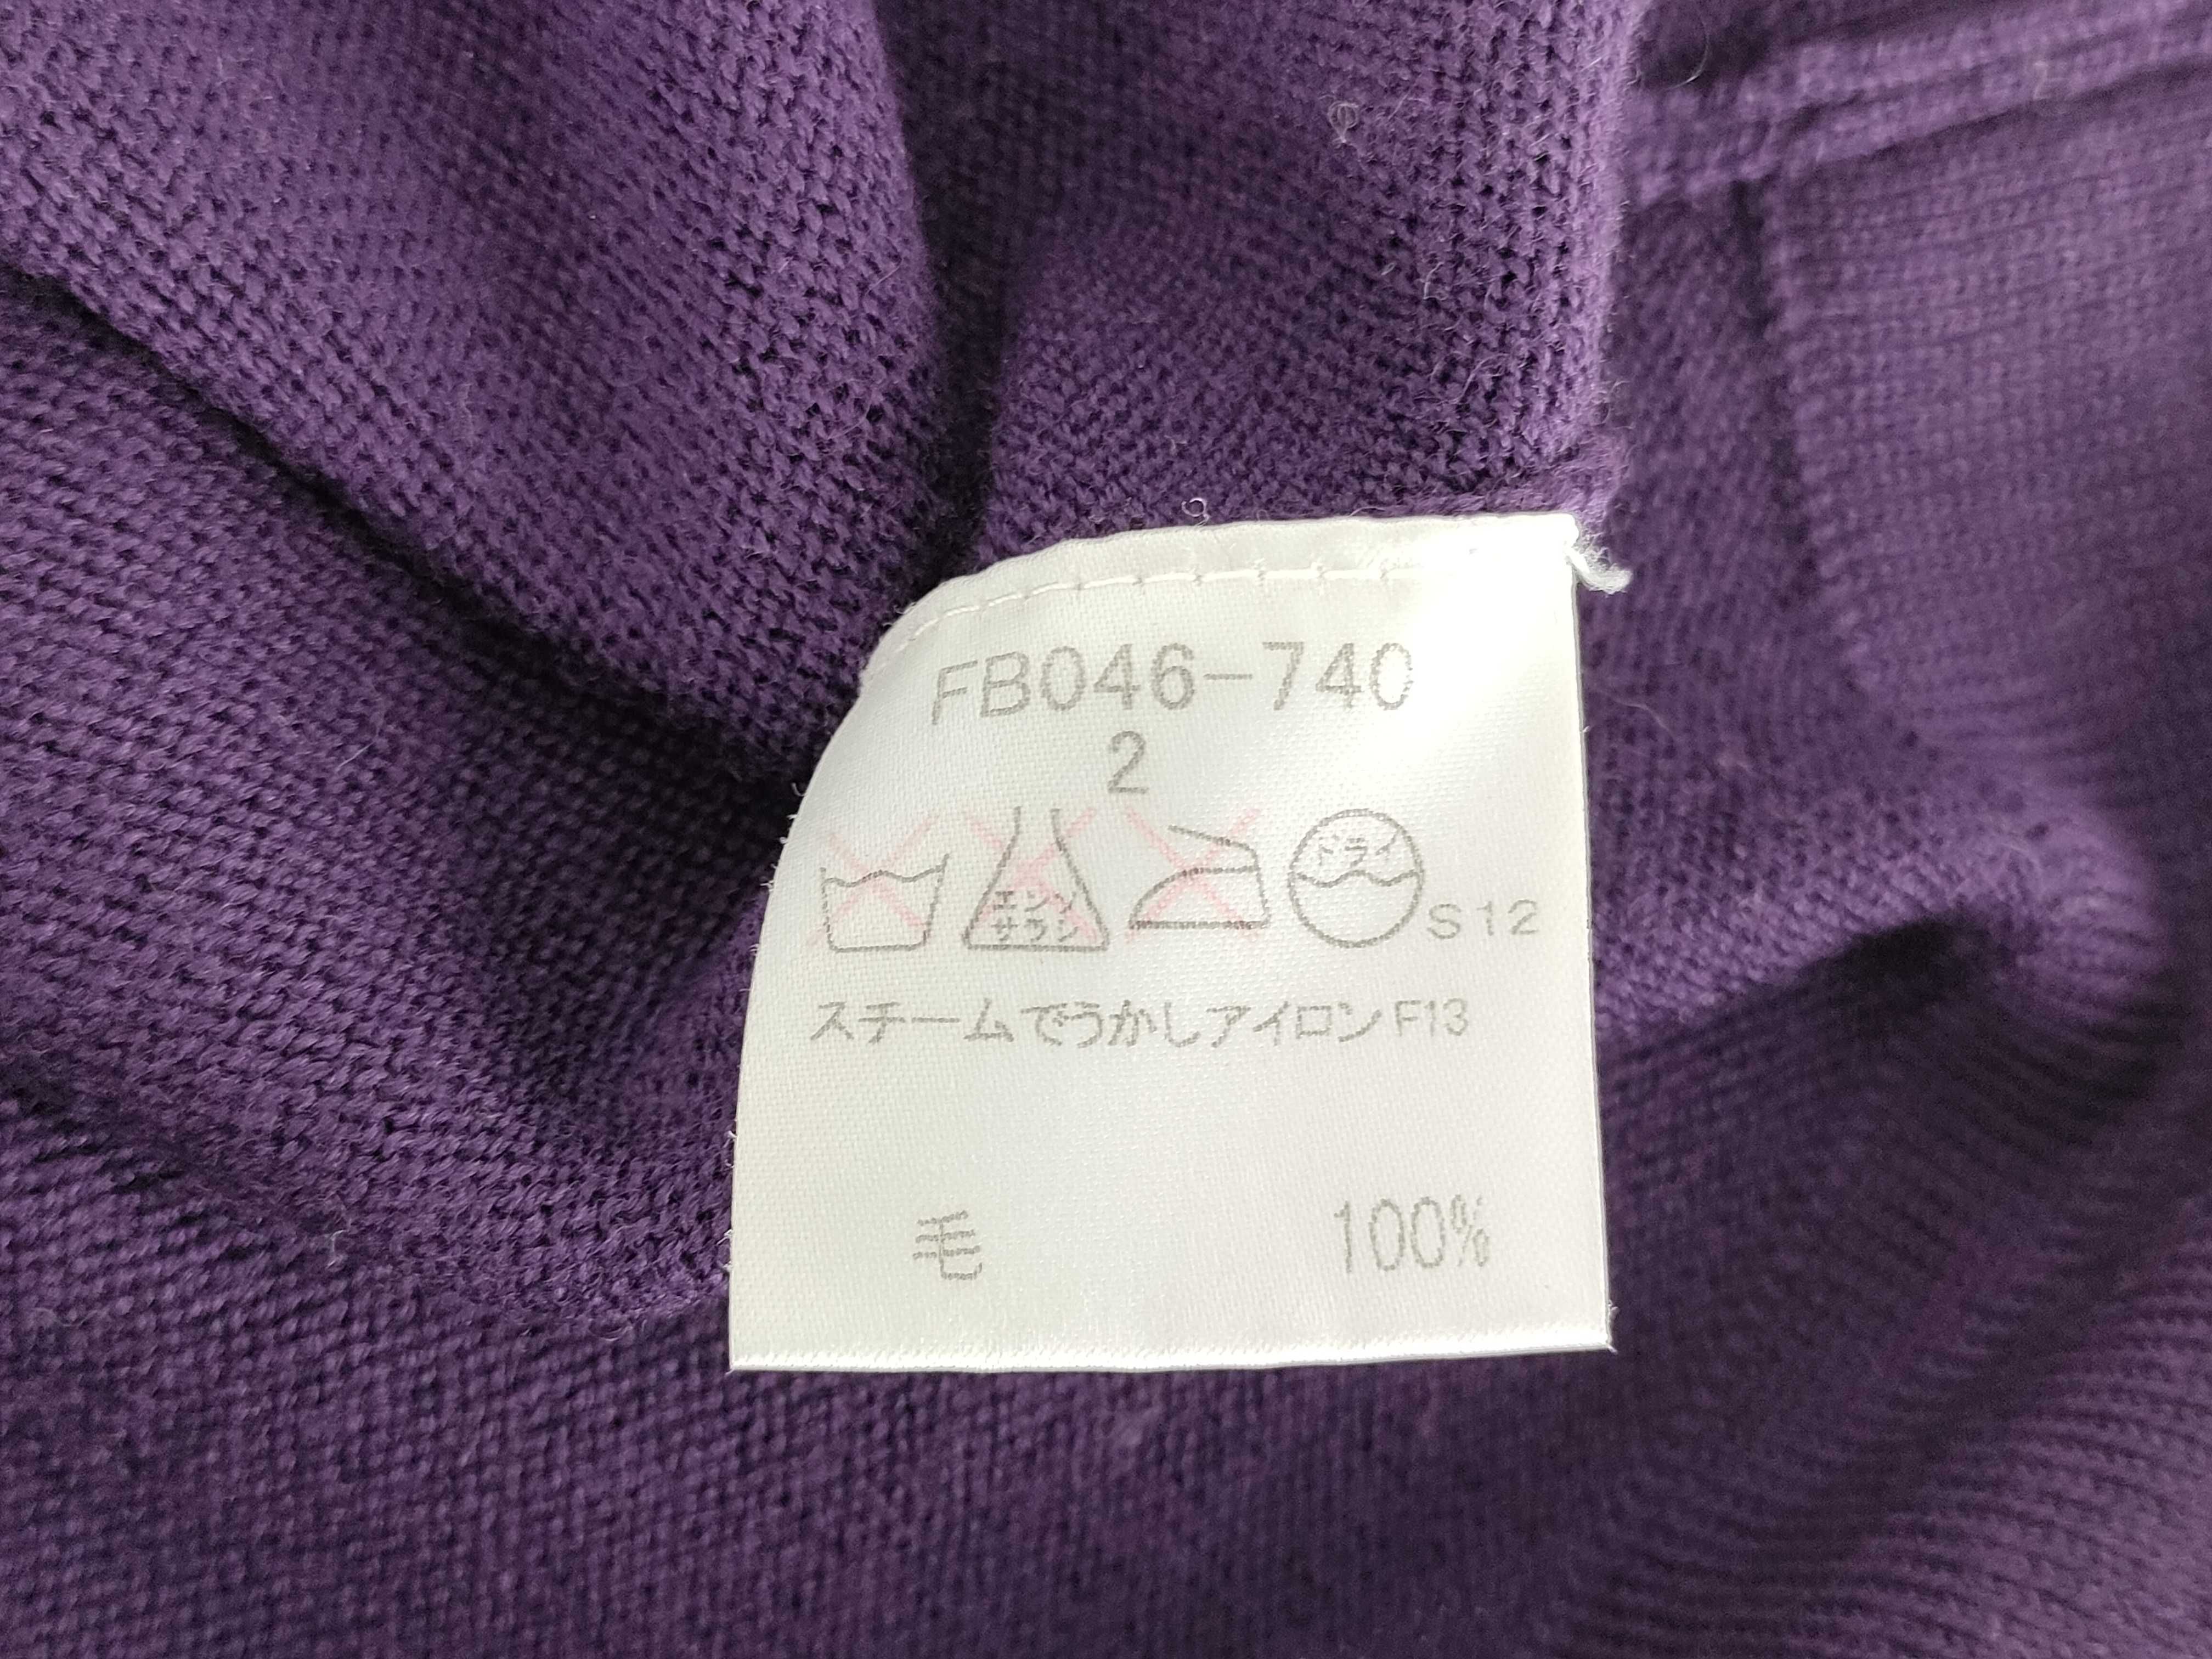 FB046-740
2
エンソ
サラシ
ドライ
S12
スチームでうかしアイロンF13
毛 100%